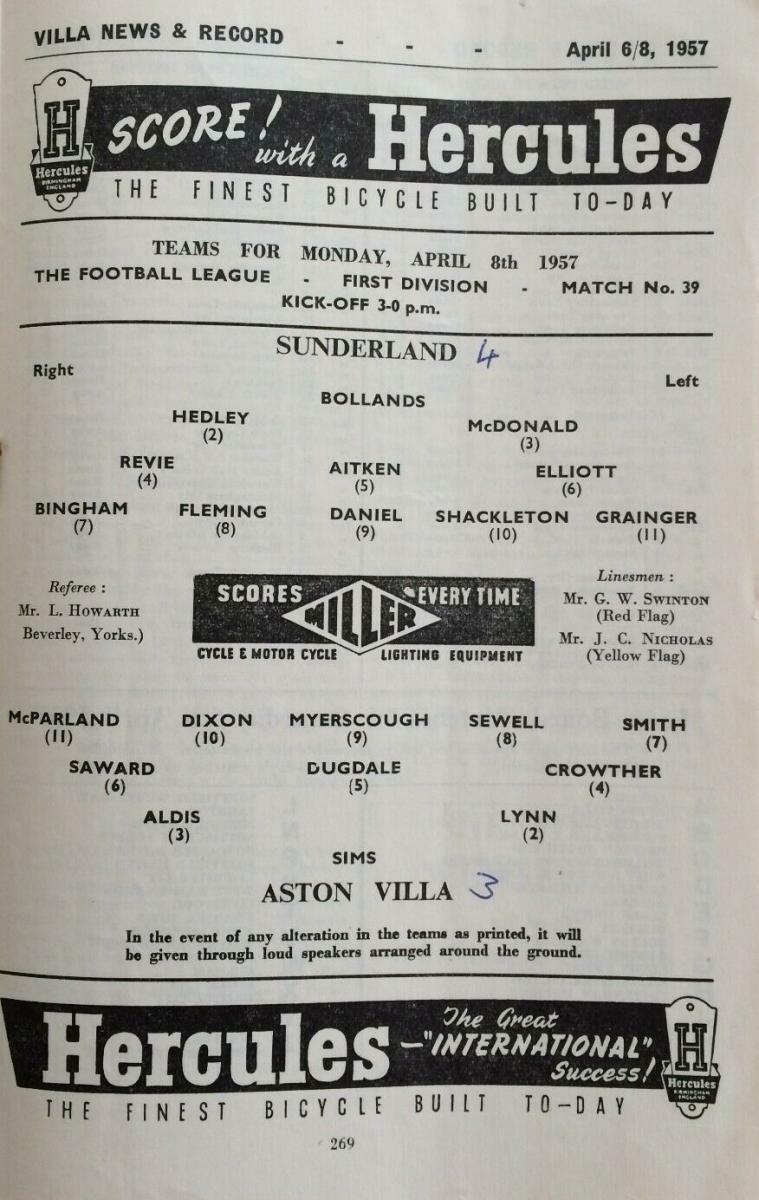 VILLA NEWS & RECORD - - - April 6/8, 1957
H
Hercules
BIRMINGHAM
ENGLAND
SCORE! with a Hercules
THE FINEST BICYCLE BUILT TO-DAY
TEAMS FOR MONDAY, APRIL 8th 1957
THE FOOTBALL LEAGUE - FIRST DIVISION - MATCH No. 39
KICK-OFF 3-0 p.m.
SUNDERLAND 4
Right Left
BOLLANDS
HEDLEY McDONALD
(2) (3)
REVIE AITKEN ELLIOTT
(4) (5) (6)
BINGHAM FLEMING DANIEL SHACKLETON GRAINGER
(7) (8) (9) (10) (11)
Referee :
Mr. L. HOWARTH
Beverley, Yorks.)
SCORES EVERY TIME
MILLER
CYCLE & MOTOR CYCLE LIGHTING EQUIPMENT
Linesmen :
Mr. G. W. SWINTON
(Red Flag)
Mr. J. C. NICHOLAS
(Yellow Flag)
McPARLAND DIXON MYERSCOUGH SEWELL SMITH
(11) (10) (9) (8) (7)
SAWARD DUGDALE CROWTHER
(6) (5) (4)
ALDIS LYNN
(3) (2)
SIMS
ASTON VILLA 3
In the event of any alteration in the teams as printed, it will
be given through loud speakers arranged around the ground.
Hercules
The Great
—"INTERNATIONAL"
Success!
H
Hercules
BIRMINGHAM
ENGLAND
THE FINEST BICYCLE BUILT TO-DAY
269